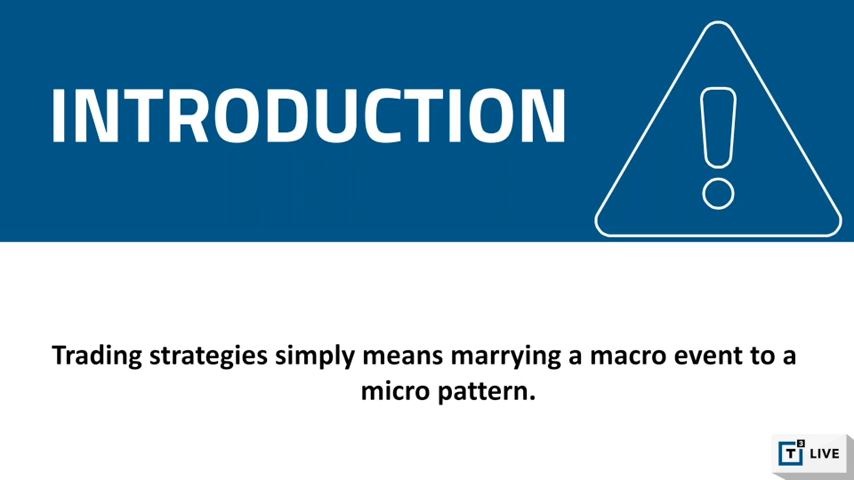 INTRODUCTION
Trading strategies simply means marrying a macro event to a
micro pattern.
T3 LIVE